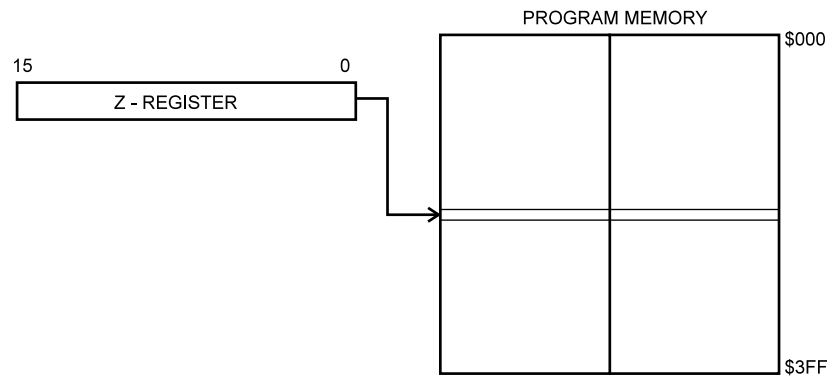 PROGRAM MEMORY
$000
15 0
Z - REGISTER
$3FF